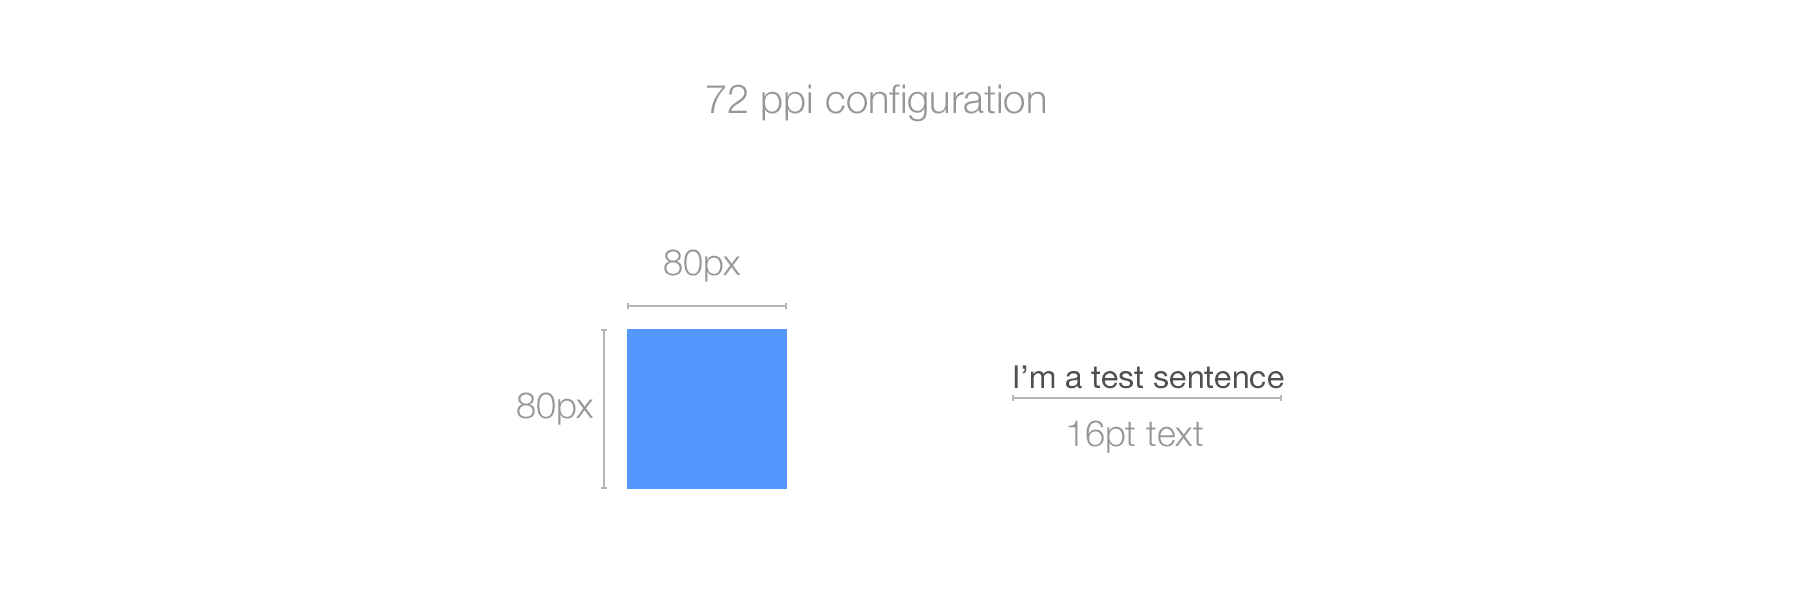 72 ppi configuration
80px
80px
I’m a test sentence
16pt text